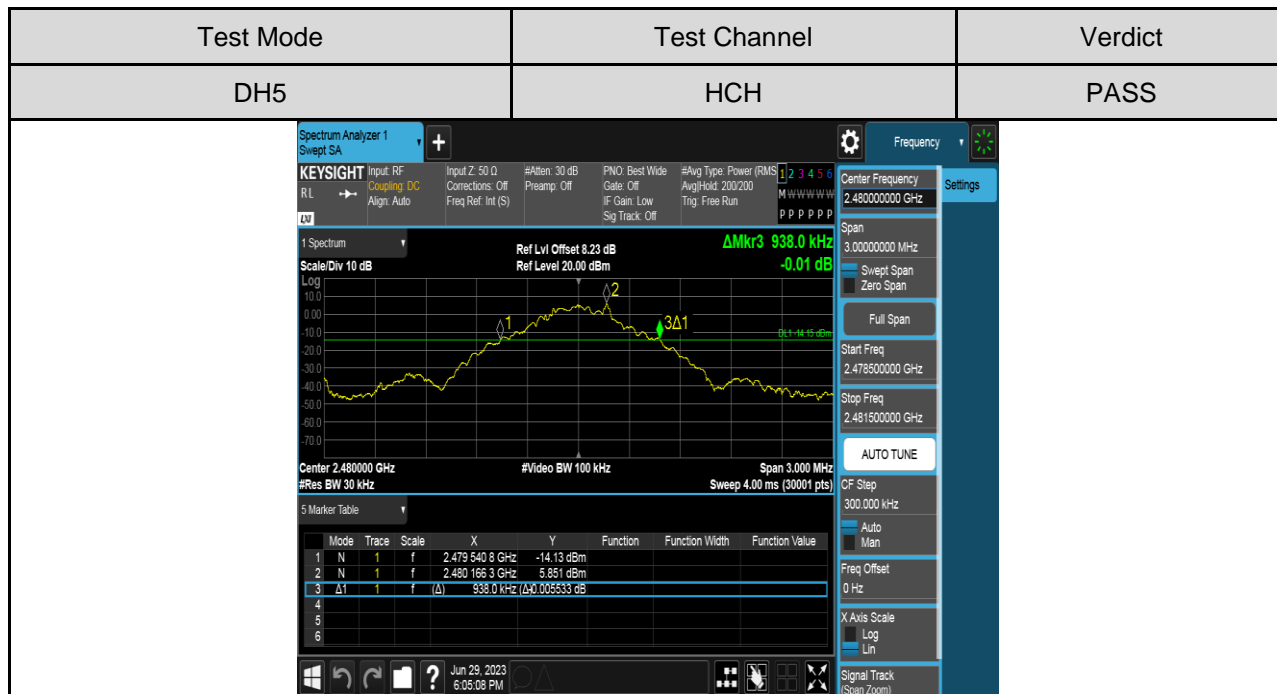 Test Mode Test Channel Verdict
DH5 HCH PASS
Spectrum Analyzer 1
Swept SA
+
Frequency
KEYSIGHT
RL
LXI
Input: RF
Coupling: DC
Align: Auto
Input Z: 50 Ω
Corrections: Off
Freq Ref: Int (S)
#Atten: 30 dB
Preamp: Off
PNO: Best Wide
Gate: Off
IF Gain: Low
Sig Track: Off
#Avg Type: Power (RMS
Avg|Hold: 200/200
Trig: Free Run
1 2 3 4 5 6
M W W W W W
P P P P P P
1 Spectrum
Scale/Div 10 dB
Ref Lvl Offset 8.23 dB
Ref Level 20.00 dBm
ΔMkr3 938.0 kHz
-0.01 dB
Log
10.0
0.00
-10.0
-20.0
-30.0
-40.0
-50.0
-60.0
-70.0
1
2
3Δ1
DL1 -14.15 dBm
Center 2.480000 GHz
#Res BW 30 kHz
#Video BW 100 kHz
Span 3.000 MHz
Sweep 4.00 ms (30001 pts)
5 Marker Table
Mode Trace Scale X Y Function Function Width Function Value
1 N 1 f 2.479 540 8 GHz -14.13 dBm
2 N 1 f 2.480 166 3 GHz 5.851 dBm
3 Δ1 1 f (Δ) 938.0 kHz (Δ) -0.005533 dB
4
5
6
?
Jun 29, 2023
6:05:08 PM
Center Frequency
2.480000000 GHz
Settings
Span
3.00000000 MHz
Swept Span
Zero Span
Full Span
Start Freq
2.478500000 GHz
Stop Freq
2.481500000 GHz
AUTO TUNE
CF Step
300.000 kHz
Auto
Man
Freq Offset
0 Hz
X Axis Scale
Log
Lin
Signal Track
(Span Zoom)